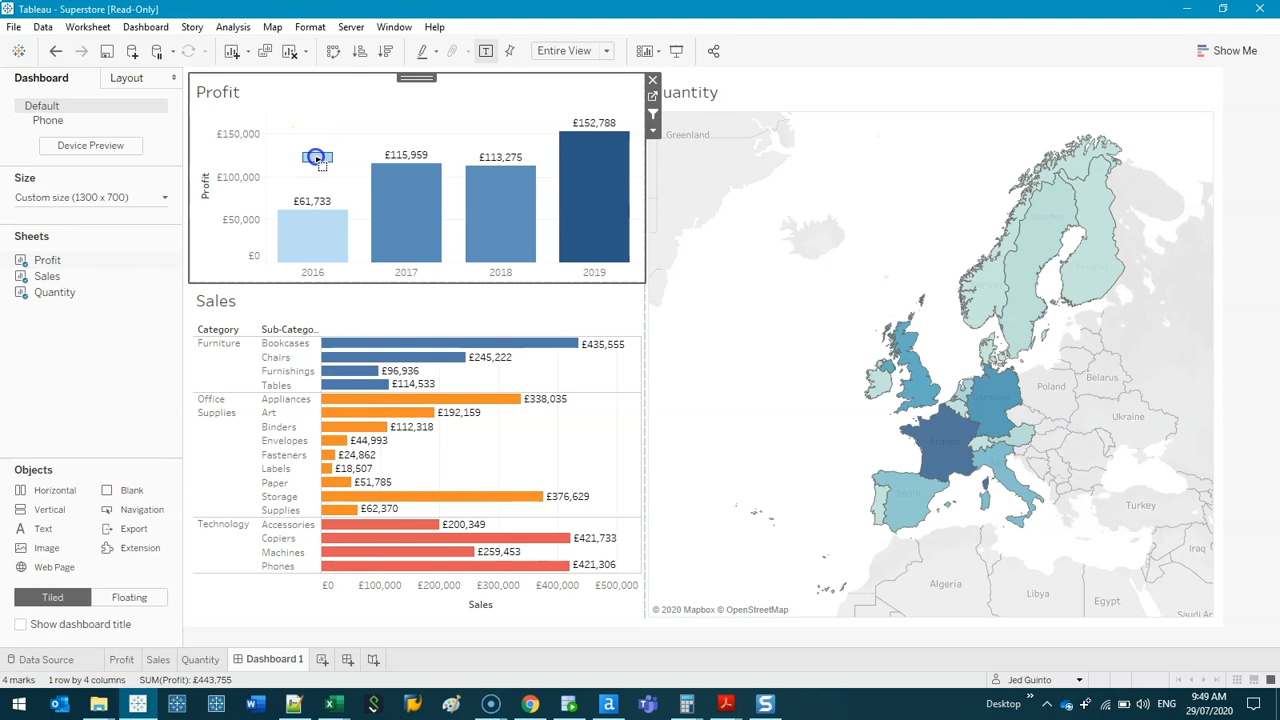 Tableau - Superstore [Read-Only]
File Data Worksheet Dashboard Story Analysis Map Format Server Window Help
Entire View
Show Me
Dashboard Layout
Default
Phone
Device Preview
Size
Custom size (1300 x 700)
Sheets
Profit
Sales
Quantity
Objects
Horizontal Blank
Vertical Navigation
Text Export
Image Extension
Web Page
Tiled Floating
Show dashboard title
Profit
£150,000
£100,000
£50,000
£0
Profit
£61,733
£115,959
£113,275
£152,788
2016 2017 2018 2019
Sales
Category Sub-Catego..
Furniture Bookcases £435,555
Chairs £245,222
Furnishings £96,936
Tables £114,533
Office Supplies Appliances £338,035
Art £192,159
Binders £112,318
Envelopes £44,993
Fasteners £24,862
Labels £18,507
Paper £51,785
Storage £376,629
Supplies £62,370
Technology Accessories £200,349
Copiers £421,733
Machines £259,453
Phones £421,306
£0 £100,000 £200,000 £300,000 £400,000 £500,000
Sales
uantity
Greenland
Norway
Sweden
Finland
Poland
Belarus
Germany
Ukraine
France
Spain
Turkey
Iraq
Algeria
Libya
Egypt
Saudi Ar
© 2020 Mapbox © OpenStreetMap
Data Source Profit Sales Quantity Dashboard 1
4 marks 1 row by 4 columns SUM(Profit): £443,755
Jed Guinto
Desktop
ENG
9:49 AM
29/07/2020